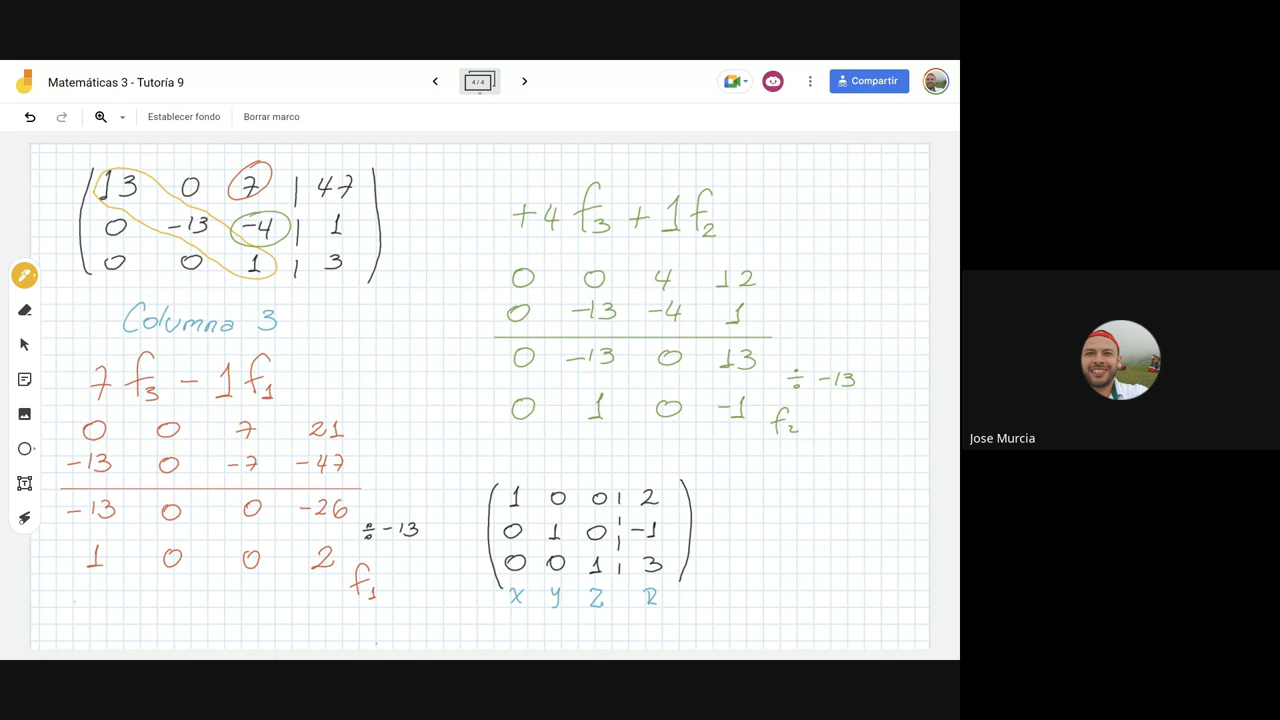 Matemáticas 3 - Tutoría 9
4 / 4
Compartir
Establecer fondo
Borrar marco
13 0 7 | 47
0 -13 -4 | 1
0 0 1 | 3
Columna 3
7 f₃ - 1 f₁
0 0 7 21
-13 0 -7 -47
-13 0 0 -26
÷ -13
1 0 0 2
f₁
+4 f₃ + 1 f₂
0 0 4 12
0 -13 -4 1
0 -13 0 13
÷ -13
0 1 0 -1
f₂
1 0 0 | 2
0 1 0 | -1
0 0 1 | 3
X Y Z R
Jose Murcia